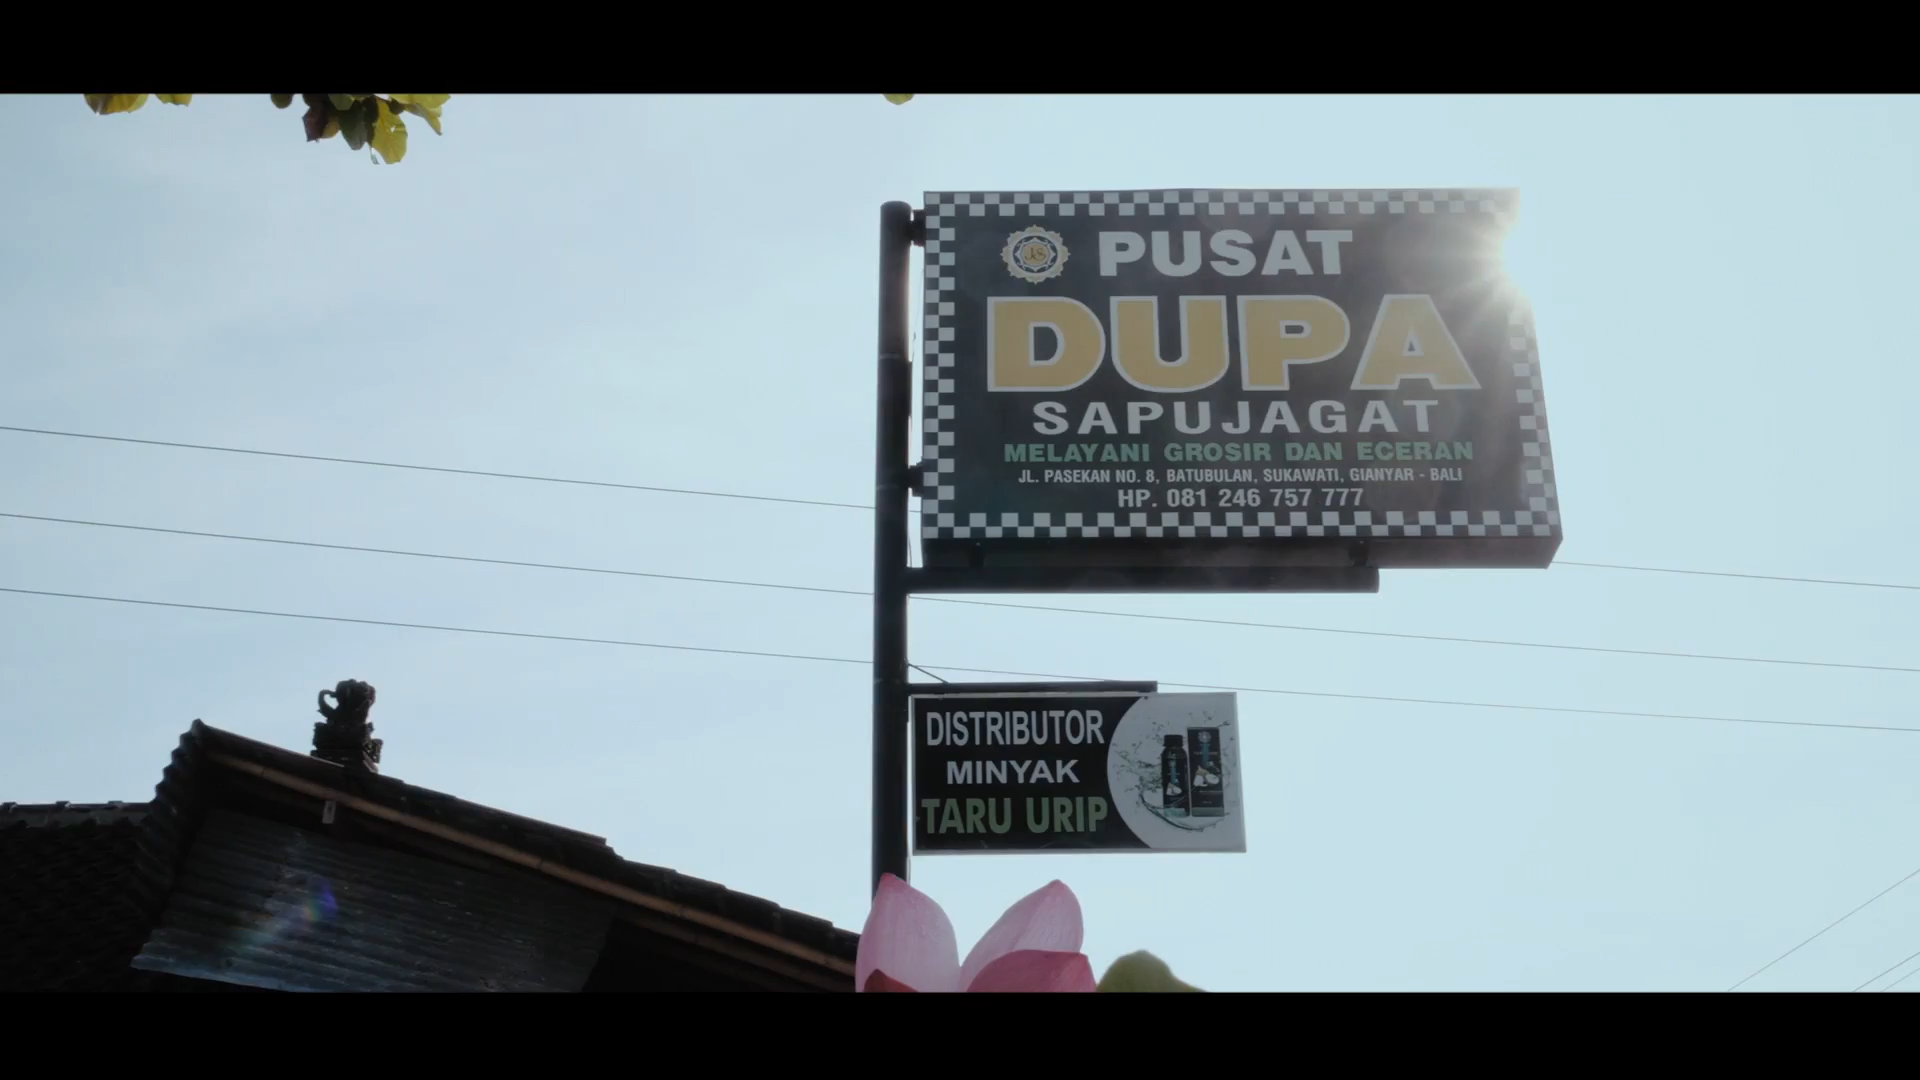 JS
PUSAT
DUPA
SAPUJAGAT
MELAYANI GROSIR DAN ECERAN
JL. PASEKAN NO. 8, BATUBULAN, SUKAWATI, GIANYAR - BALI
HP. 081 246 757 777
DISTRIBUTOR
MINYAK
TARU URIP